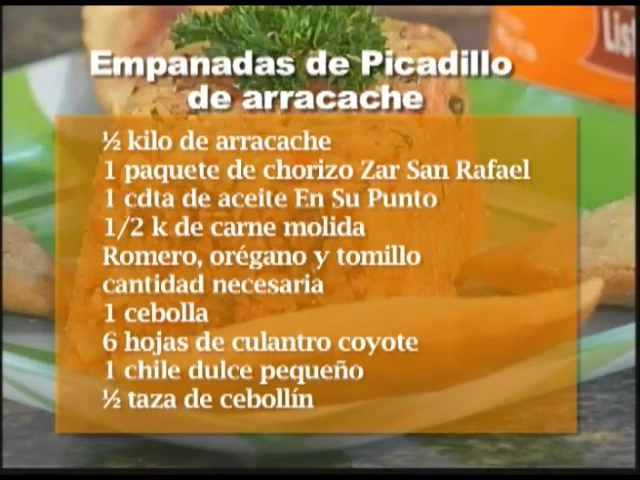 Empanadas de Picadillo
de arracache
½ kilo de arracache
1 paquete de chorizo Zar San Rafael
1 cdta de aceite En Su Punto
1/2 k de carne molida
Romero, orégano y tomillo
cantidad necesaria
1 cebolla
6 hojas de culantro coyote
1 chile dulce pequeño
½ taza de cebollín